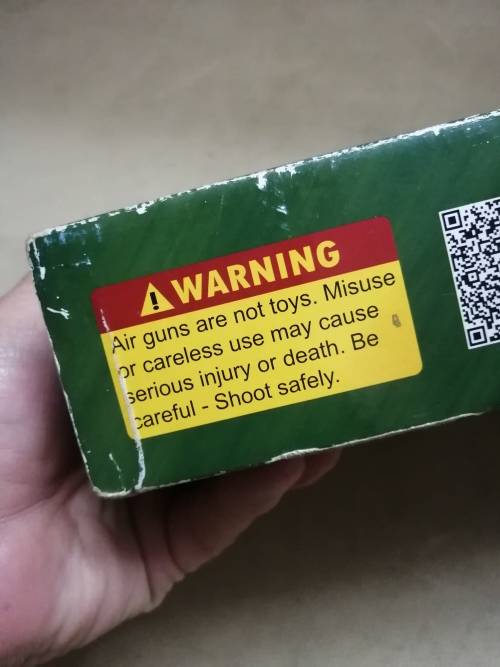 WARNING
Air guns are not toys. Misuse
or careless use may cause
serious injury or death. Be
careful - Shoot safely.